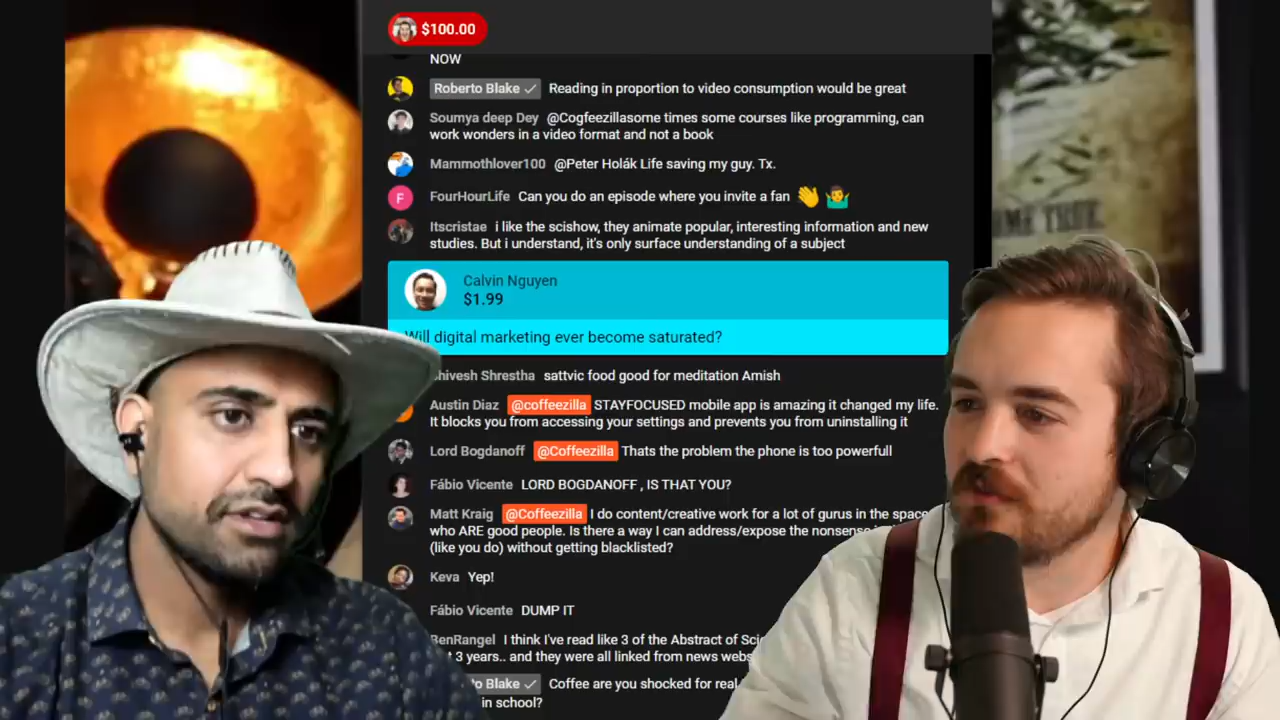 $100.00
NOW
Roberto Blake ✓ Reading in proportion to video consumption would be great
Soumya deep Dey @Cogfeezillasome times some courses like programming, can
work wonders in a video format and not a book
Mammothlover100 @Peter Holák Life saving my guy. Tx.
F FourHourLife Can you do an episode where you invite a fan 👋 🤷‍♂️
Itscristae i like the scishow, they animate popular, interesting information and new
studies. But i understand, it's only surface understanding of a subject
Calvin Nguyen
$1.99
Will digital marketing ever become saturated?
hivesh Shrestha sattvic food good for meditation Amish
Austin Diaz @coffeezilla STAYFOCUSED mobile app is amazing it changed my life.
It blocks you from accessing your settings and prevents you from uninstalling it
Lord Bogdanoff @Coffeezilla Thats the problem the phone is too powerfull
Fábio Vicente LORD BOGDANOFF , IS THAT YOU?
Matt Kraig @Coffeezilla I do content/creative work for a lot of gurus in the space
who ARE good people. Is there a way I can address/expose the nonsense
(like you do) without getting blacklisted?
Keva Yep!
Fábio Vicente DUMP IT
BenRangel I think I've read like 3 of the Abstract of Sci
3 years.. and they were all linked from news webs
Blake ✓ Coffee are you shocked for real
in school?
TRUE